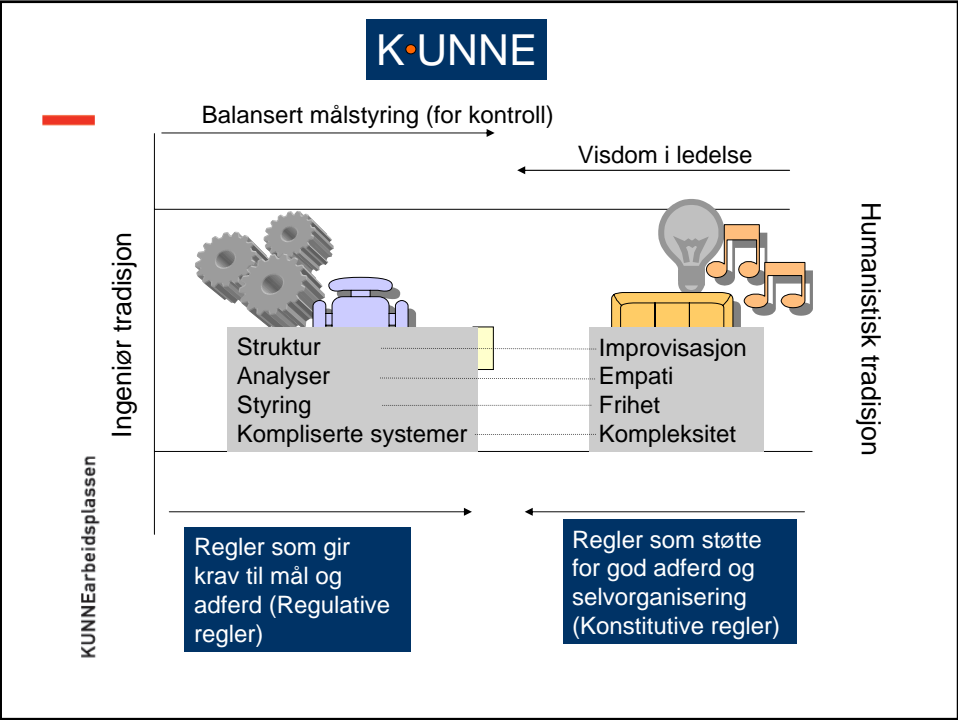 K•UNNE
Balansert målstyring (for kontroll)
Visdom i ledelse
Ingeniør tradisjon
Humanistisk tradisjon
Struktur
Analyser
Styring
Kompliserte systemer
Improvisasjon
Empati
Frihet
Kompleksitet
KUNNEarbeidsplassen
Regler som gir
krav til mål og
adferd (Regulative
regler)
Regler som støtte
for god adferd og
selvorganisering
(Konstitutive regler)